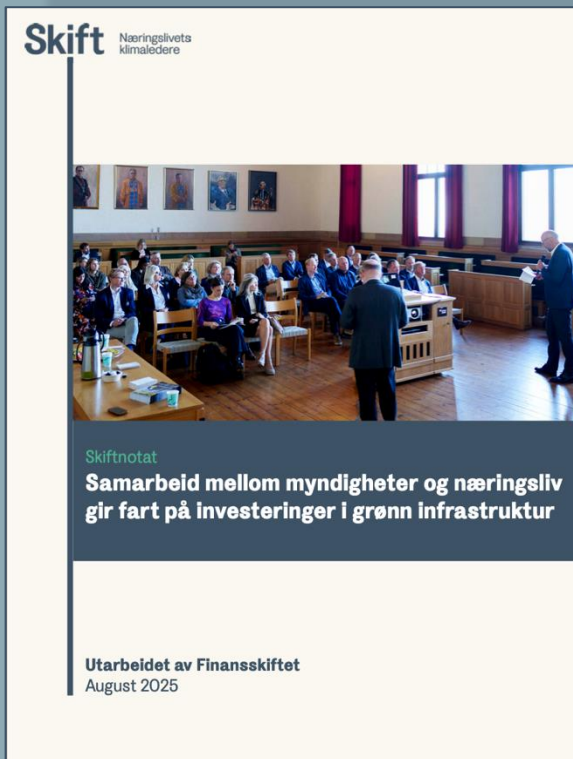 Skift
Næringslivets
klimaledere
Skiftnotat
Samarbeid mellom myndigheter og næringsliv
gir fart på investeringer i grønn infrastruktur
Utarbeidet av Finansskiftet
August 2025